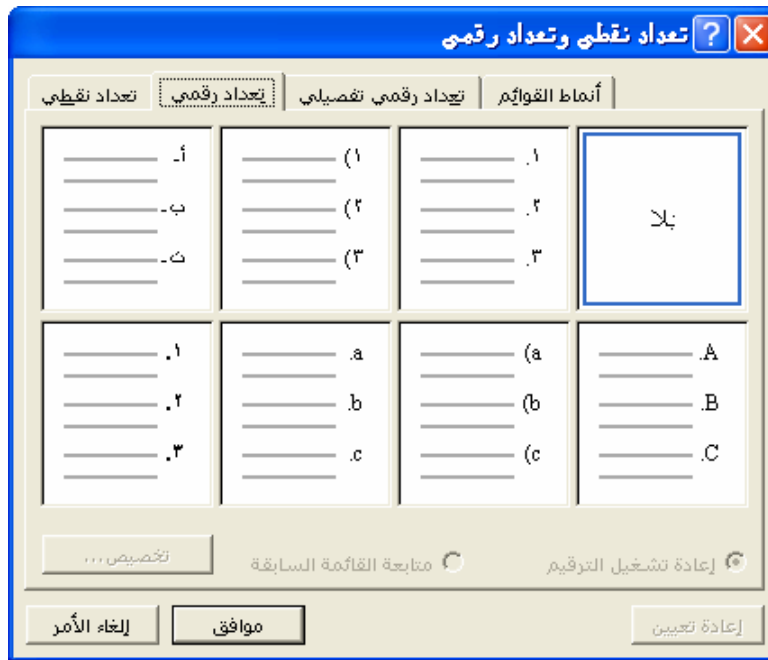 تعداد نقطي وتعداد رقمي
تعداد نقطي
تعداد رقمي
تعداد رقمي تفصيلي
أنماط القوائم
بلا
١.
٢.
٣.
١)
٢)
٣)
أ-
ب-
ت-
A.
B.
C.
a)
b)
c)
a.
b.
c.
١.
٢.
٣.
إعادة تشغيل الترقيم
متابعة القائمة السابقة
تخصيص...
إعادة تعيين
موافق
إلغاء الأمر